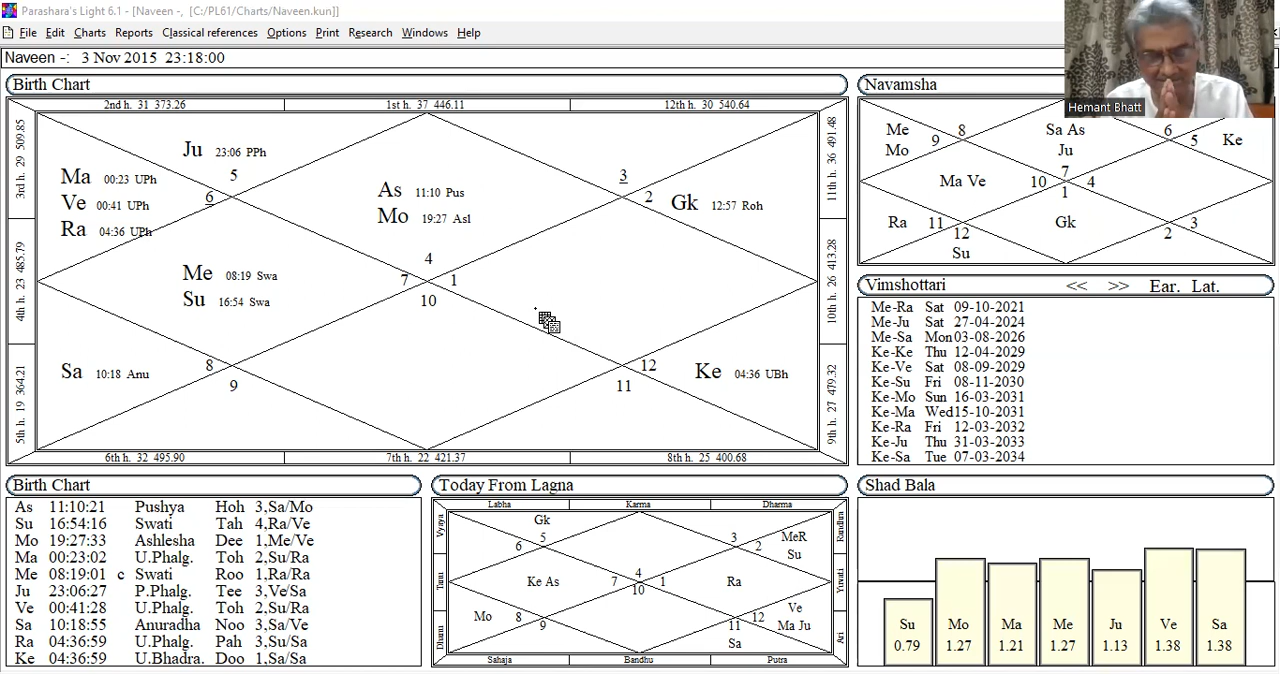 Parashara's Light 6.1 - [Naveen -, [C:/PL61/Charts/Naveen.kun]]
File Edit Charts Reports Classical references Options Print Research Windows Help
Naveen -: 3 Nov 2015 23:18:00
Hemant Bhatt
Birth Chart
2nd h. 31 373.26 1st h. 37 446.11 12th h. 30 540.64
3rd h. 29 509.85
4th h. 23 485.79
5th h. 19 364.21
11th h. 36 491.48
10th h. 26 413.28
9th h. 27 479.32
Ju 23:06 PPh
5
Ma 00:23 UPh
Ve 00:41 UPh
Ra 04:36 UPh
6
As 11:10 Pus
Mo 19:27 Asl
3
2
Gk 12:57 Roh
Me 08:19 Swa
Su 16:54 Swa
4
7 1
10
Sa 10:18 Anu
8
9
12
11
Ke 04:36 UBh
6th h. 32 495.90 7th h. 22 421.37 8th h. 25 400.68
Navamsha
Me
Mo
9
8
Sa As
Ju
7
6
5
Ke
Ma Ve
10 4
1
Ra
11
12
Su
Gk
2
3
Vimshottari << >> Ear. Lat.
Me-Ra Sat 09-10-2021
Me-Ju Sat 27-04-2024
Me-Sa Mon 03-08-2026
Ke-Ke Thu 12-04-2029
Ke-Ve Sat 08-09-2029
Ke-Su Fri 08-11-2030
Ke-Mo Sun 16-03-2031
Ke-Ma Wed 15-10-2031
Ke-Ra Fri 12-03-2032
Ke-Ju Thu 31-03-2033
Ke-Sa Tue 07-03-2034
Birth Chart
As 11:10:21 Pushya Hoh 3,Sa/Mo
Su 16:54:16 Swati Tah 4,Ra/Ve
Mo 19:27:33 Ashlesha Dee 1,Me/Ve
Ma 00:23:02 U.Phalg. Toh 2,Su/Ra
Me 08:19:01 c Swati Roo 1,Ra/Ra
Ju 23:06:27 P.Phalg. Tee 3,Ve/Sa
Ve 00:41:28 U.Phalg. Toh 2,Su/Ra
Sa 10:18:55 Anuradha Noo 3,Sa/Ve
Ra 04:36:59 U.Phalg. Pah 3,Su/Sa
Ke 04:36:59 U.Bhadra. Doo 1,Sa/Sa
Today From Lagna
Labha Karma Dharma
Vyaya
Tanu
Dhana
Randhra
Yuvati
Ari
Gk
5
6
3
2
MeR
Su
Ke As
4
7 1
10
Ra
Mo
8
9
12
11
Ve
Ma Ju
Sa
Sahaja Bandhu Putra
Shad Bala
Su Mo Ma Me Ju Ve Sa
0.79 1.27 1.21 1.27 1.13 1.38 1.38